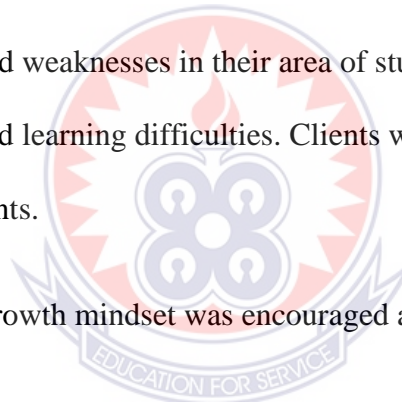 d weaknesses in their area of stu
d learning difficulties. Clients w
nts.
rowth mindset was encouraged a
EDUCATION FOR SERVICE